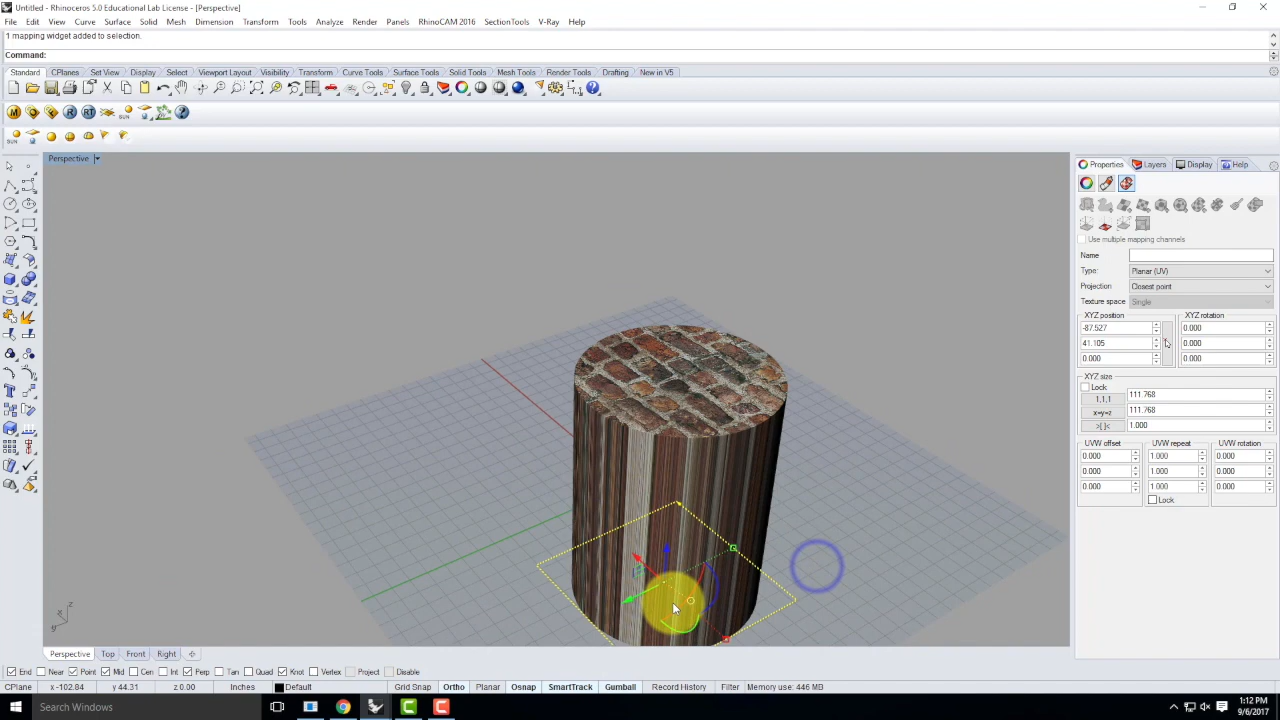 Untitled - Rhinoceros 5.0 Educational Lab License - [Perspective]
File Edit View Curve Surface Solid Mesh Dimension Transform Tools Analyze Render Panels RhinoCAM 2016 SectionTools V-Ray Help
1 mapping widget added to selection.
Command:
Standard CPlanes Set View Display Select Viewport Layout Visibility Transform Curve Tools Surface Tools Solid Tools Mesh Tools Render Tools Drafting New in V5
M R RT
SUN
SUN
Perspective
Properties Layers Display Help
Use multiple mapping channels
Name
Type: Planar (UV)
Projection Closest point
Texture space Single
XYZ position XYZ rotation
-87.527 0.000
41.105 0.000
0.000 0.000
XYZ size
Lock 111.768
1,1,1
x=y=z 111.768
>[ ]< 1.000
UVW offset UVW repeat UVW rotation
0.000 1.000 0.000
0.000 1.000 0.000
0.000 1.000 0.000
Lock
z
x
y
Perspective Top Front Right
End Near Point Mid Cen Int Perp Tan Quad Knot Vertex Project Disable
CPlane x -102.84 y 44.31 z 0.00 Inches Default Grid Snap Ortho Planar Osnap SmartTrack Gumball Record History Filter Memory use: 446 MB
Search Windows
1:12 PM
9/6/2017